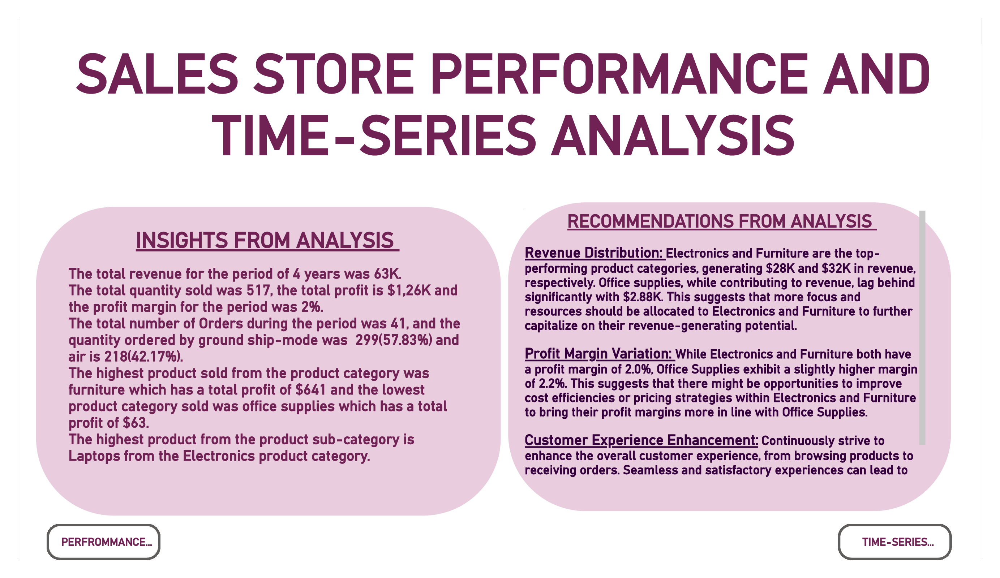 SALES STORE PERFORMANCE AND
TIME-SERIES ANALYSIS
INSIGHTS FROM ANALYSIS
The total revenue for the period of 4 years was 63K.
The total quantity sold was 517, the total profit is $1,26K and
the profit margin for the period was 2%.
The total number of Orders during the period was 41, and the
quantity ordered by ground ship-mode was  299(57.83%) and
air is 218(42.17%).
The highest product sold from the product category was
furniture which has a total profit of $641 and the lowest
product category sold was office supplies which has a total
profit of $63.
The highest product from the product sub-category is
Laptops from the Electronics product category.
RECOMMENDATIONS FROM ANALYSIS
Revenue Distribution: Electronics and Furniture are the top-
performing product categories, generating $28K and $32K in revenue,
respectively. Office supplies, while contributing to revenue, lag behind
significantly with $2.88K. This suggests that more focus and
resources should be allocated to Electronics and Furniture to further
capitalize on their revenue-generating potential.
Profit Margin Variation: While Electronics and Furniture both have
a profit margin of 2.0%, Office Supplies exhibit a slightly higher margin
of 2.2%. This suggests that there might be opportunities to improve
cost efficiencies or pricing strategies within Electronics and Furniture
to bring their profit margins more in line with Office Supplies.
Customer Experience Enhancement: Continuously strive to
enhance the overall customer experience, from browsing products to
receiving orders. Seamless and satisfactory experiences can lead to
PERFROMMANCE...
TIME-SERIES...